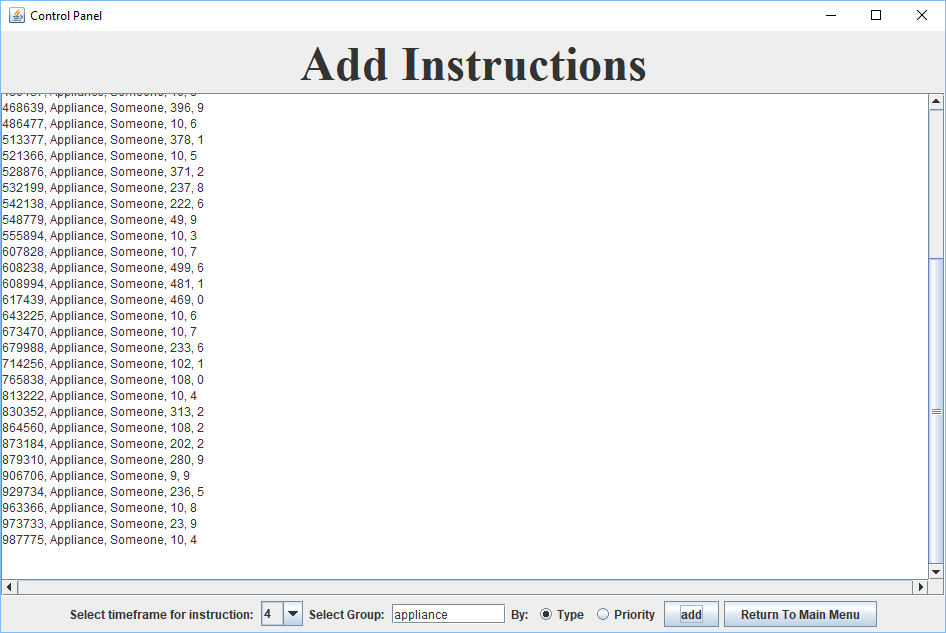 Control Panel
Add Instructions
468639, Appliance, Someone, 396, 9
486477, Appliance, Someone, 10, 6
513377, Appliance, Someone, 378, 1
521366, Appliance, Someone, 10, 5
528876, Appliance, Someone, 371, 2
532199, Appliance, Someone, 237, 8
542138, Appliance, Someone, 222, 6
548779, Appliance, Someone, 49, 9
555894, Appliance, Someone, 10, 3
607828, Appliance, Someone, 10, 7
608238, Appliance, Someone, 499, 6
608994, Appliance, Someone, 481, 1
617439, Appliance, Someone, 469, 0
643225, Appliance, Someone, 10, 6
673470, Appliance, Someone, 10, 7
679988, Appliance, Someone, 233, 6
714256, Appliance, Someone, 102, 1
765838, Appliance, Someone, 108, 0
813222, Appliance, Someone, 10, 4
830352, Appliance, Someone, 313, 2
864560, Appliance, Someone, 108, 2
873184, Appliance, Someone, 202, 2
879310, Appliance, Someone, 280, 9
906706, Appliance, Someone, 9, 9
929734, Appliance, Someone, 236, 5
963366, Appliance, Someone, 10, 8
973733, Appliance, Someone, 23, 9
987775, Appliance, Someone, 10, 4
Select timeframe for instruction: 4 Select Group: appliance By: Type Priority add Return To Main Menu